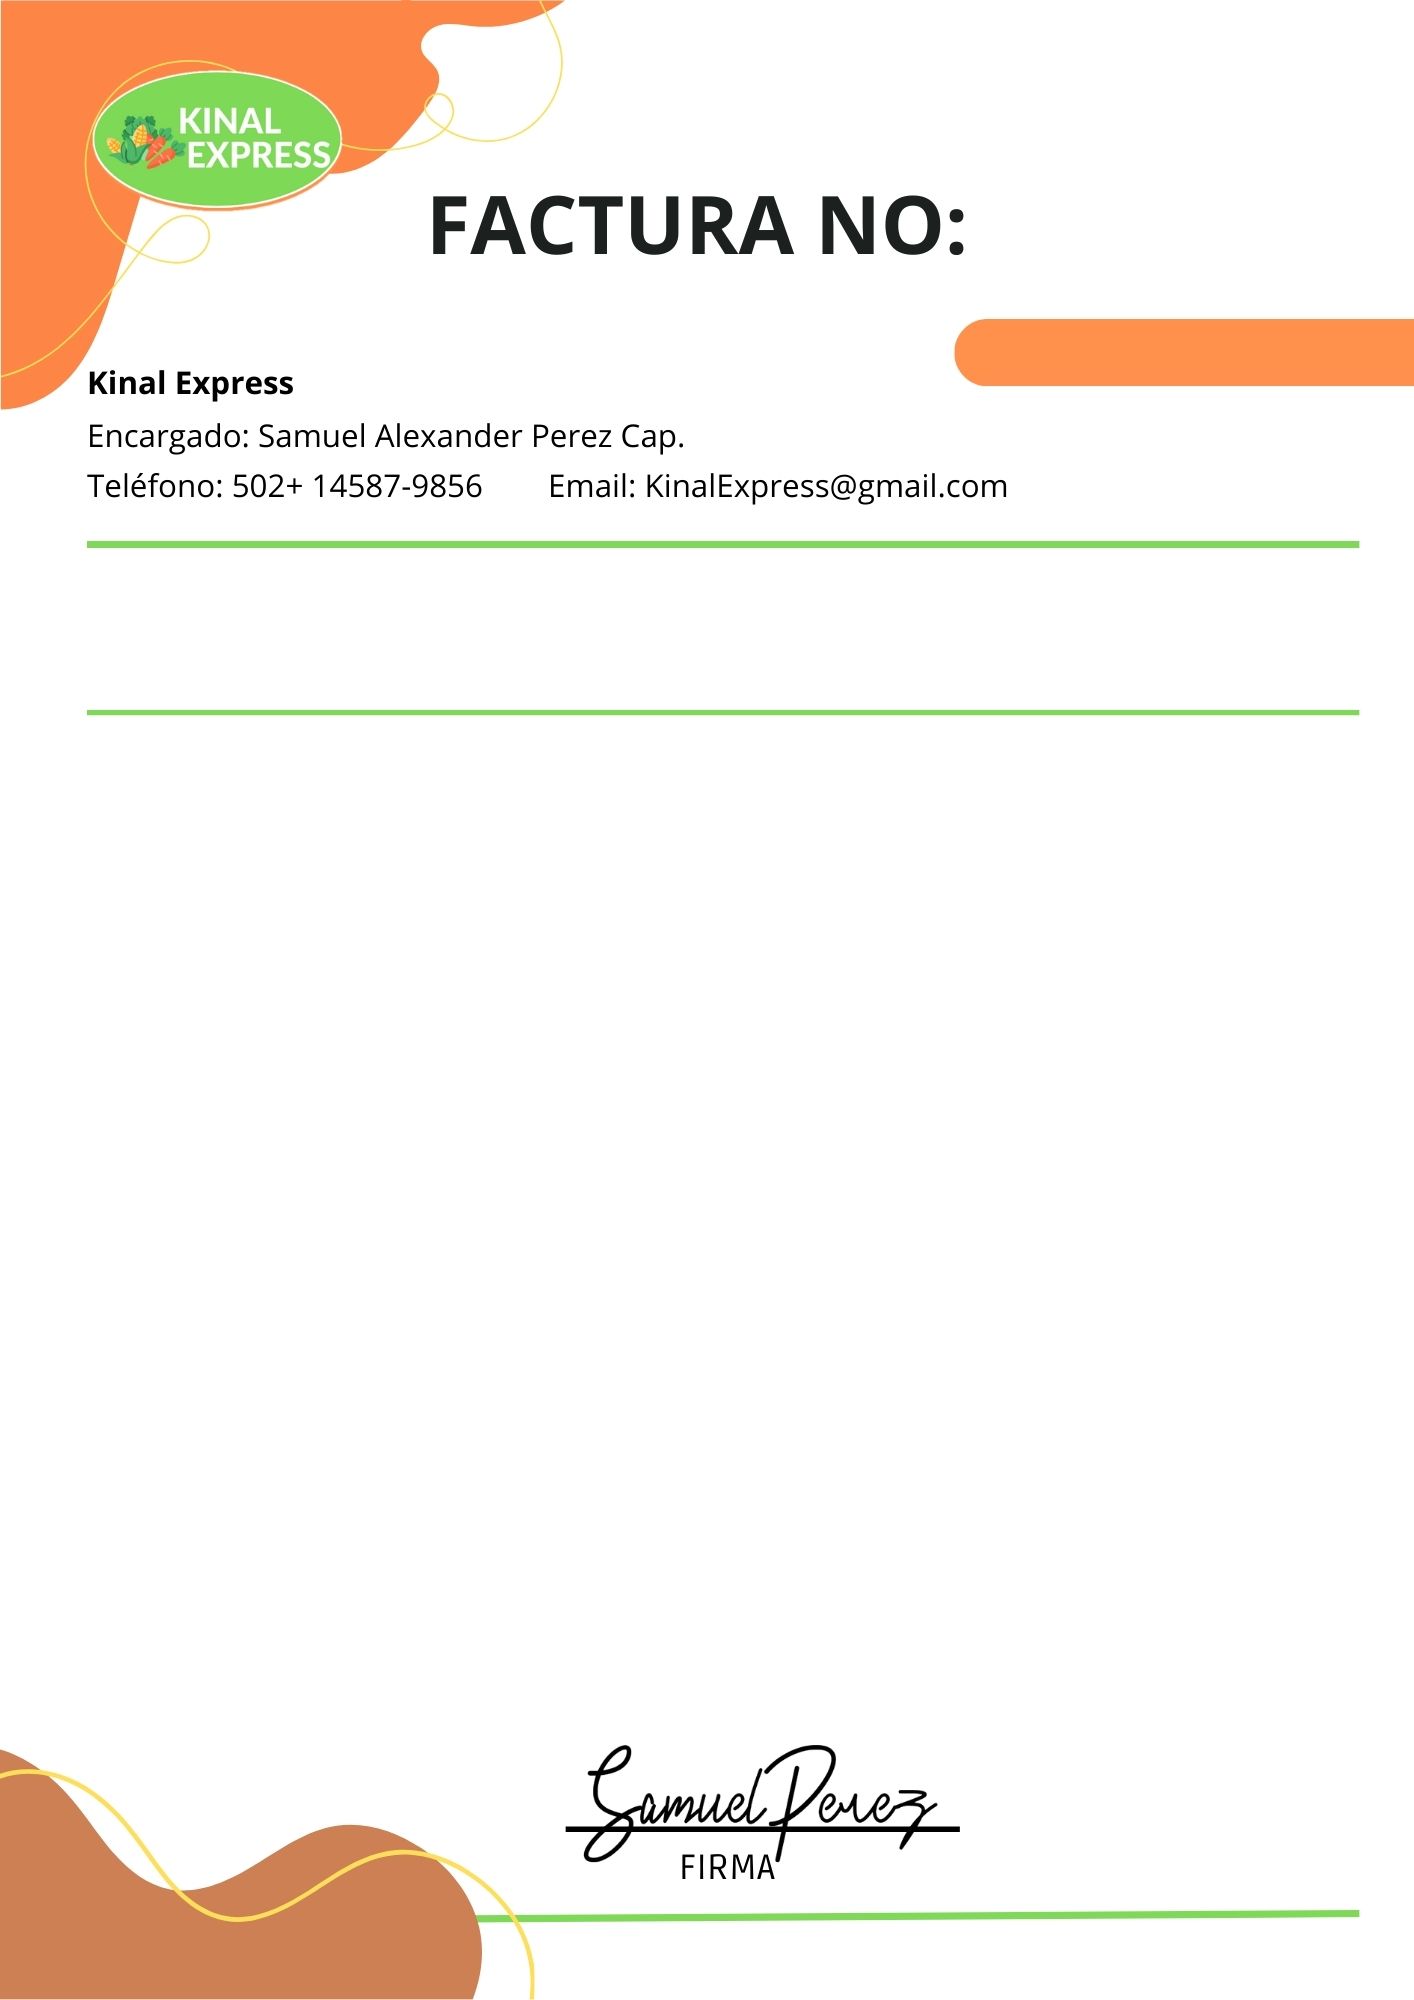 KINAL
EXPRESS
FACTURA NO:
Kinal Express
Encargado: Samuel Alexander Perez Cap.
Teléfono: 502+ 14587-9856 Email: KinalExpress@gmail.com
Samuel Perez
FIRMA